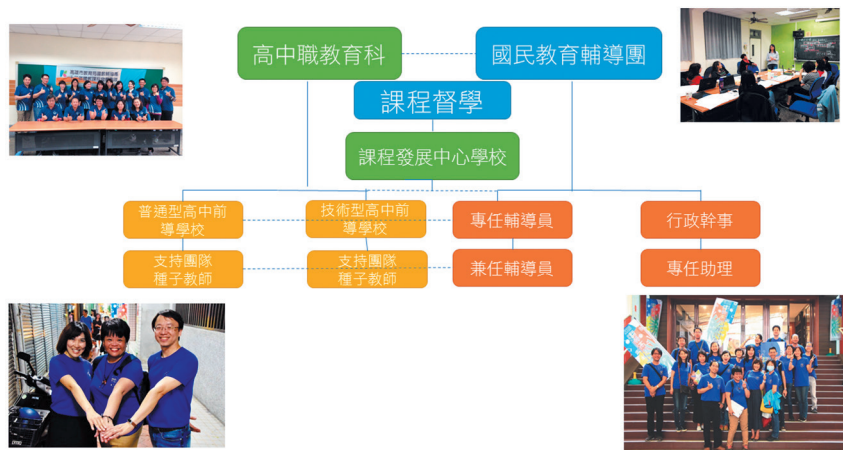 高中職教育科
國民教育輔導團
課程督學
課程發展中心學校
普通型高中前
導學校
技術型高中前
導學校
專任輔導員
行政幹事
支持團隊
種子教師
支持團隊
種子教師
兼任輔導員
專任助理